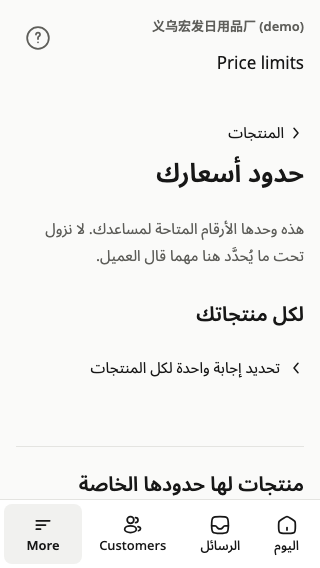 义乌宏发日用品厂 (demo)
Price limits
المنتجات
حدود أسعارك
هذه وحدها الأرقام المتاحة لمساعدك. لا نزول
تحت ما يُحدَّد هنا مهما قال العميل.
لكل منتجاتك
تحديد إجابة واحدة لكل المنتجات
منتجات لها حدودها الخاصة
اليوم
الرسائل
Customers
More